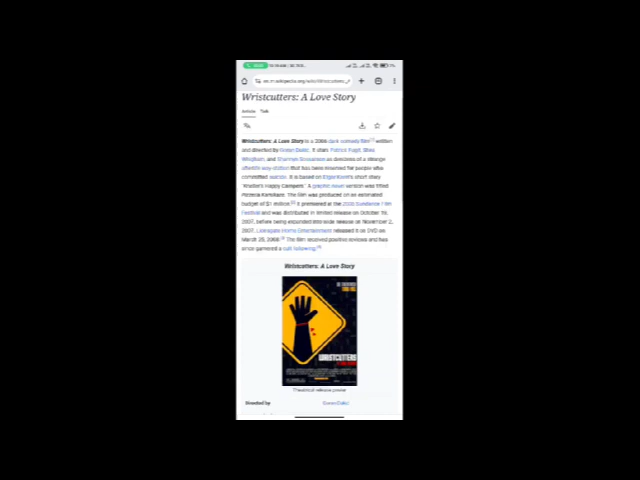 en.m.wikipedia.org/wiki/Wristcutters:
Wristcutters: A Love Story
Article Talk
Wristcutters: A Love Story is a 2006 dark comedy film written
and directed by Goran Dukić. It stars Patrick Fugit, Shea
Whigham, and Shannyn Sossamon as denizens of a strange
afterlife way-station that has been reserved for people who
committed suicide. It is based on Etgar Keret's short story
"Kneller's Happy Campers." A graphic novel version was titled
Pizzeria Kamikaze. The film was produced on an estimated
budget of $1 million. It premiered at the 2006 Sundance Film
Festival and was distributed in limited release on October 19,
2007, before being expanded into wide release on November 2,
2007. Lionsgate Home Entertainment released it on DVD on
March 25, 2008. The film received positive reviews and has
since garnered a cult following.
Wristcutters: A Love Story
WRISTCUTTERS
Theatrical release poster
Directed by Goran Dukić